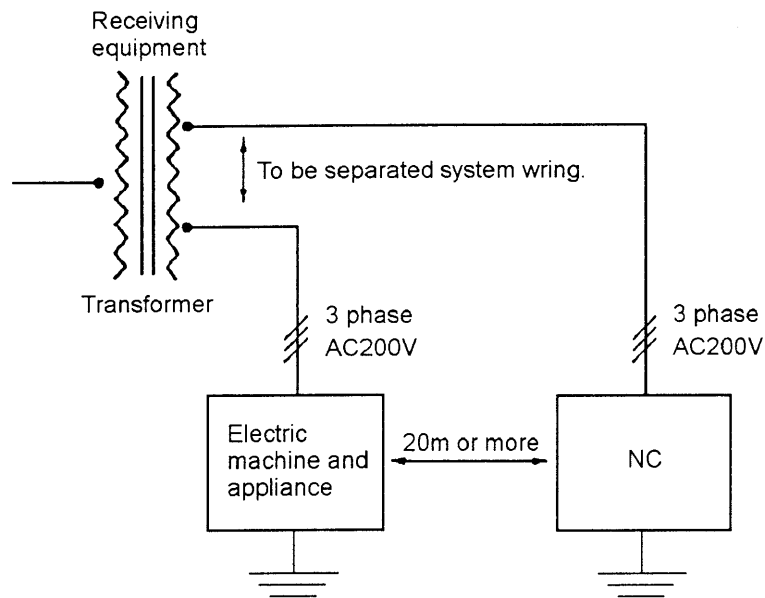 Receiving
equipment
To be separated system wring.
Transformer
3 phase
AC200V
3 phase
AC200V
Electric
machine and
appliance
20m or more
NC